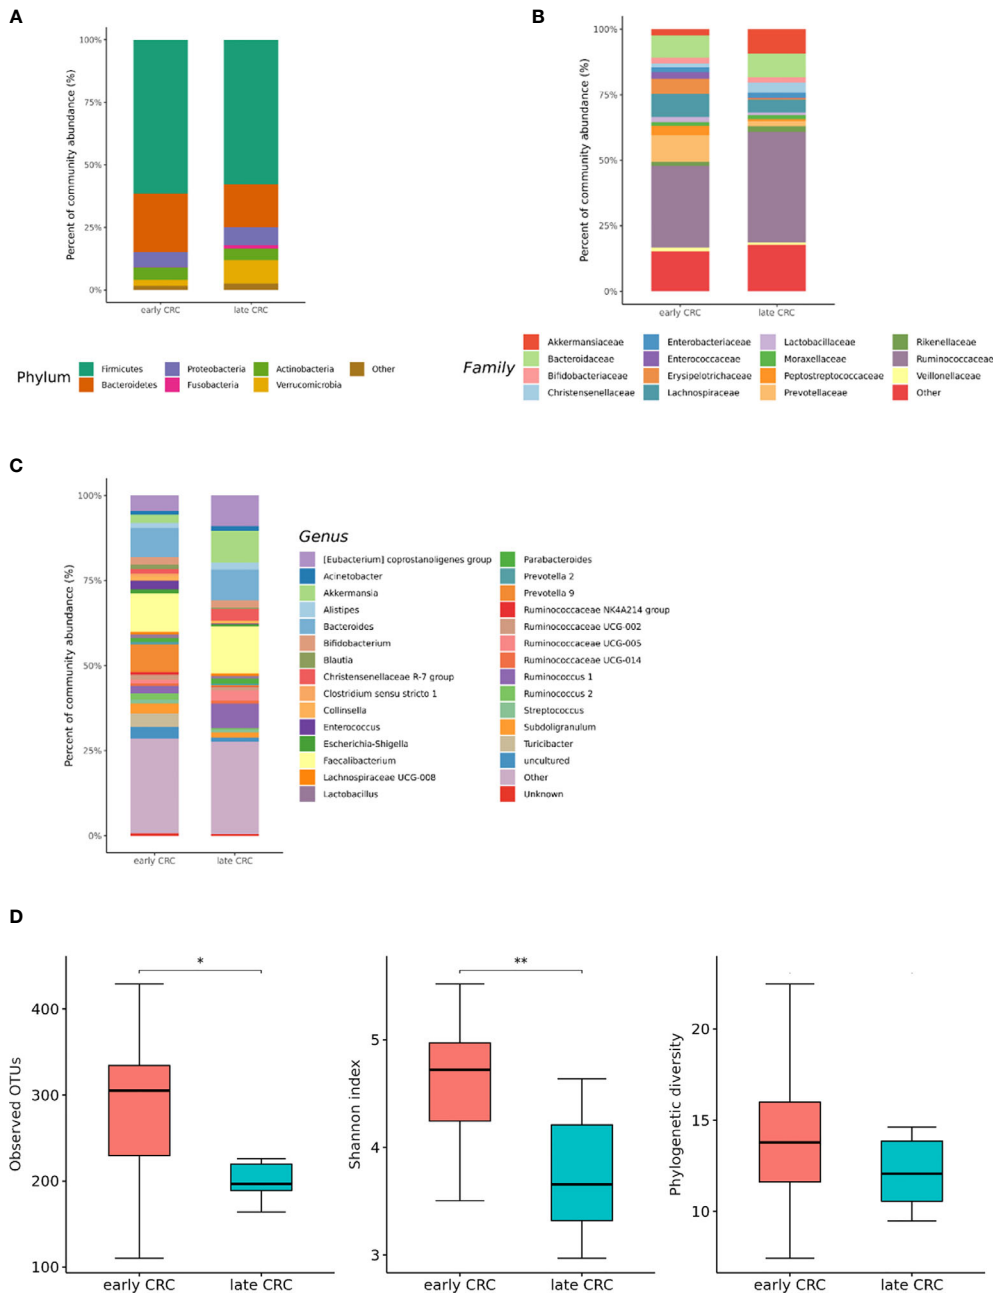 A
Percent of community abundance (%)
100%
75%
50%
25%
0%
early CRC
late CRC
Phylum
Firmicutes
Proteobacteria
Actinobacteria
Other
Bacteroidetes
Fusobacteria
Verrucomicrobia
B
Percent of community abundance (%)
100%
75%
50%
25%
0%
early CRC
late CRC
Family
Akkermansiaceae
Enterobacteriaceae
Lactobacillaceae
Rikenellaceae
Bacteroidaceae
Enterococcaceae
Moraxellaceae
Ruminococcaceae
Bifidobacteriaceae
Erysipelotrichaceae
Peptostreptococcaceae
Veillonellaceae
Christensenellaceae
Lachnospiraceae
Prevotellaceae
Other
C
Percent of community abundance (%)
100%
75%
50%
25%
0%
early CRC
late CRC
Genus
[Eubacterium] coprostanoligenes group
Acinetobacter
Akkermansia
Alistipes
Bacteroides
Bifidobacterium
Blautia
Christensenellaceae R-7 group
Clostridium sensu stricto 1
Collinsella
Enterococcus
Escherichia-Shigella
Faecalibacterium
Lachnospiraceae UCG-008
Lactobacillus
Parabacteroides
Prevotella 2
Prevotella 9
Ruminococcaceae NK4A214 group
Ruminococcaceae UCG-002
Ruminococcaceae UCG-005
Ruminococcaceae UCG-014
Ruminococcus 1
Ruminococcus 2
Streptococcus
Subdoligranulum
Turicibacter
uncultured
Other
Unknown
D
Observed OTUs
400
300
200
100
*
early CRC
late CRC
Shannon index
5
4
3
**
early CRC
late CRC
Phylogenetic diversity
20
15
10
early CRC
late CRC